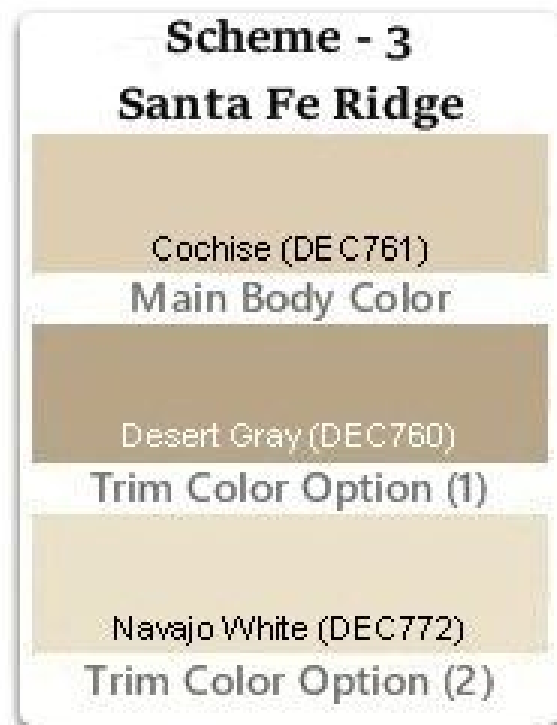 Scheme - 3
Santa Fe Ridge
Cochise (DEC761)
Main Body Color
Desert Gray (DEC760)
Trim Color Option (1)
Navajo White (DEC772)
Trim Color Option (2)